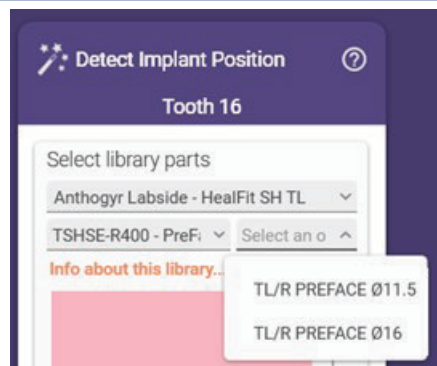 Detect Implant Position
Tooth 16
Select library parts
Anthogyr Labside - HealFit SH TL
TSHSE-R400 - PreFa Select an o
Info about this library...
TL/R PREFACE Ø11.5
TL/R PREFACE Ø16